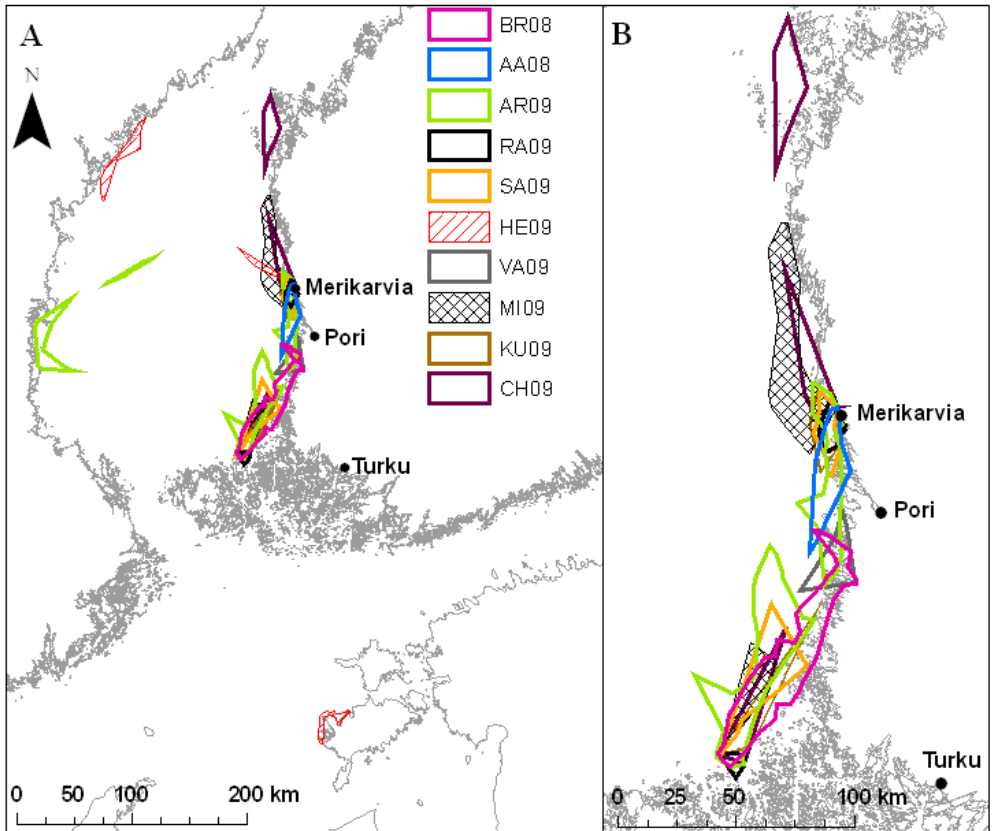 A
N
BR08
AA08
AR09
RA09
SA09
HE09
VA09
MI09
KU09
CH09
Merikarvia
Pori
Turku
0 50 100 200 km
B
Merikarvia
Pori
Turku
0 25 50 100 km